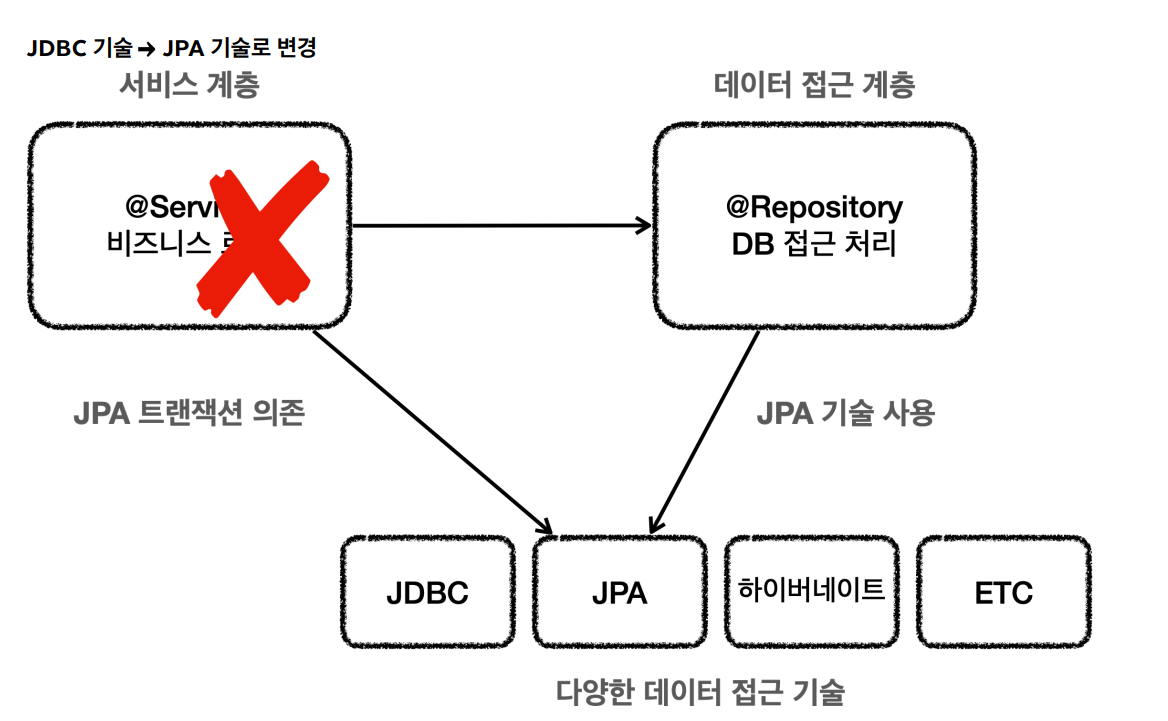 JDBC 기술 → JPA 기술로 변경
서비스 계층
데이터 접근 계층
@Servi
비즈니스
@Repository
DB 접근 처리
JPA 트랜잭션 의존
JPA 기술 사용
JDBC
JPA
하이버네이트
ETC
다양한 데이터 접근 기술